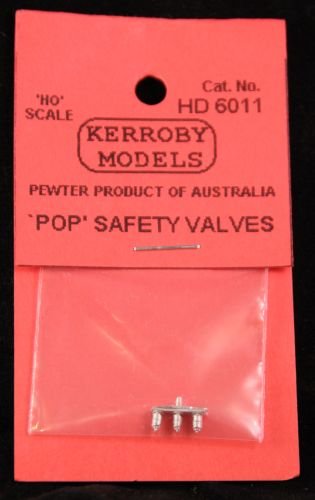 'HO'
SCALE
Cat. No.
HD 6011
KERROBY
MODELS
PEWTER PRODUCT OF AUSTRALIA
`POP' SAFETY VALVES